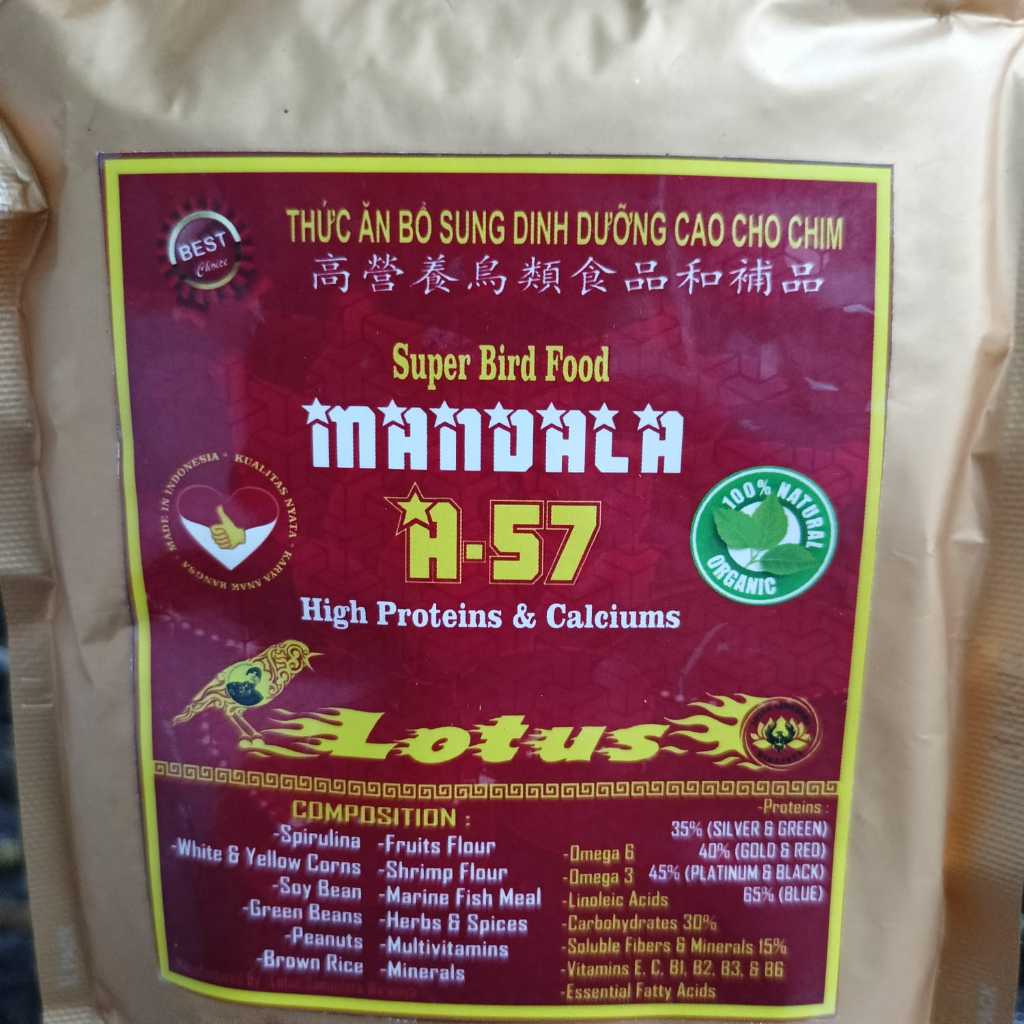 BEST
Choice
THỨC ĂN BỔ SUNG DINH DƯỠNG CAO CHO CHIM
高營養鳥類食品和補品
Super Bird Food
MANDALA
A-57
High Proteins & Calciums
MADE IN INDONESIA * KUALITAS NYATA * KARYA ANAK BANGSA
100% NATURAL
ORGANIC
Lotus
COMPOSITION :
-Spirulina
-White & Yellow Corns
-Soy Bean
-Green Beans
-Peanuts
-Brown Rice
-Fruits Flour
-Shrimp Flour
-Marine Fish Meal
-Herbs & Spices
-Multivitamins
-Minerals
-Omega 6
-Omega 3
-Linoleic Acids
-Carbohydrates 30%
-Soluble Fibers & Minerals 15%
-Vitamins E, C, B1, B2, B3, & B6
-Essential Fatty Acids
-Proteins :
35% (SILVER & GREEN)
40% (GOLD & RED)
45% (PLATINUM & BLACK)
65% (BLUE)